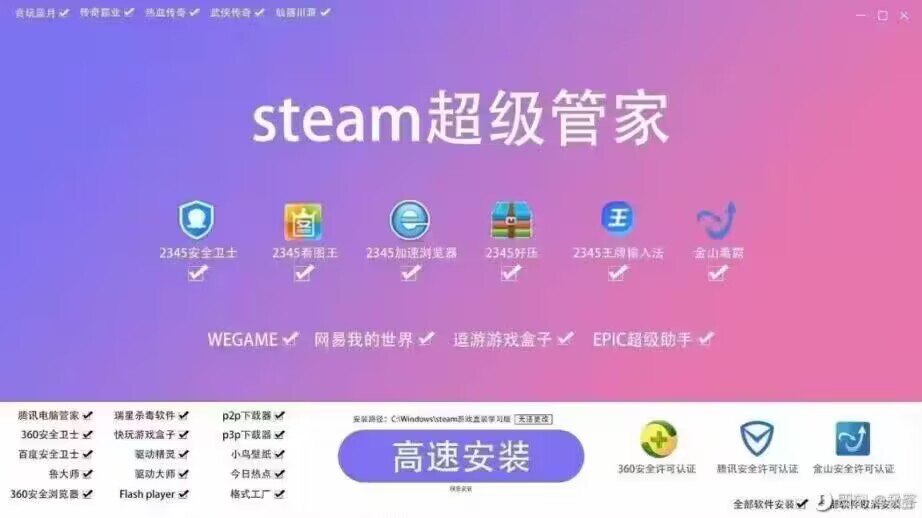 贪玩蓝月 传奇霸业 热血传奇 武侠传奇
steam超级管家
2345安全卫士 2345看图王 2345加速浏览器 2345好压 2345王牌输入法 金山毒霸
WEGAME 网易我的世界 逗游游戏盒子 EPIC超级助手
腾讯电脑管家 瑞星杀毒软件 p2p下载器
360安全卫士 快玩游戏盒子 p3p下载器
百度安全卫士 驱动精灵 小鸟壁纸
鲁大师 驱动大师 今日热点
360安全浏览器 Flash player 格式工厂
安装路径: C:\Windows\steam游戏盗装学习版 无法更改
高速安装
360安全许可认证 腾讯安全许可认证 金山安全许可认证
全部软件安装 全部软件取消安装